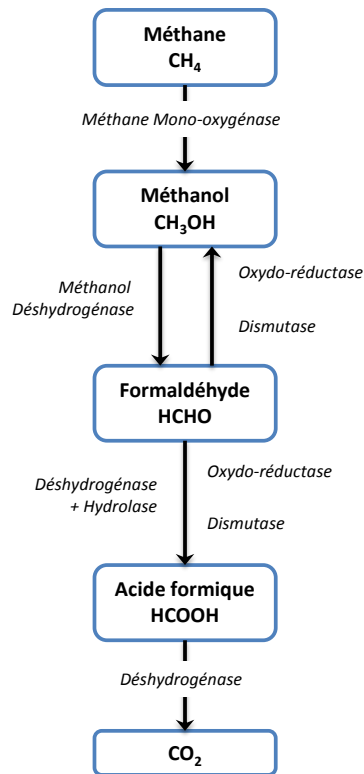 Méthane
CH₄
Méthane Mono-oxygénase
Méthanol
CH₃OH
Méthanol
Déshydrogénase
Oxydo-réductase
Dismutase
Formaldéhyde
HCHO
Déshydrogénase
+ Hydrolase
Oxydo-réductase
Dismutase
Acide formique
HCOOH
Déshydrogénase
CO₂